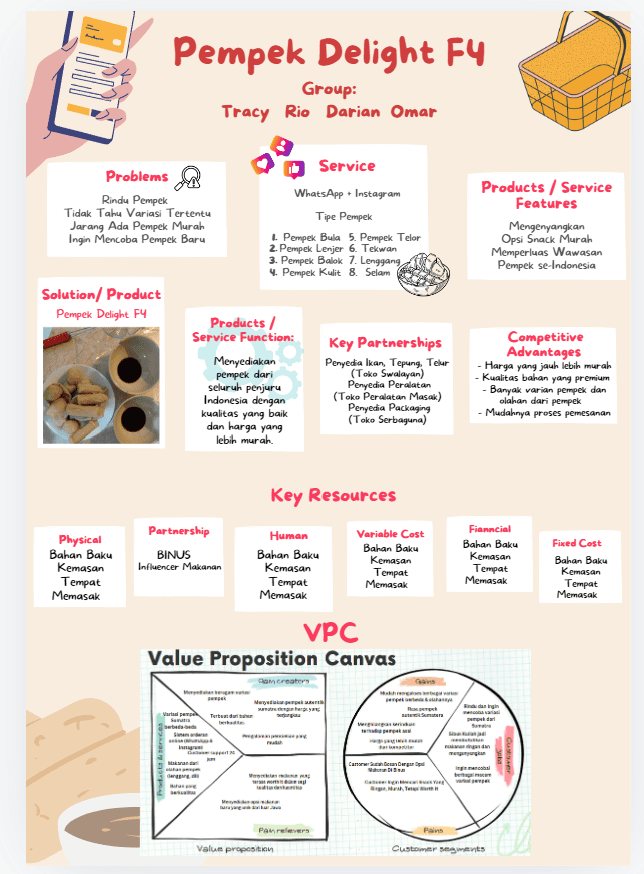 Pempek Delight F4
Group:
Tracy Rio Darian Omar
Problems
Rindu Pempek
Tidak Tahu Variasi Tertentu
Jarang Ada Pempek Murah
Ingin Mencoba Pempek Baru
Service
WhatsApp + Instagram
Tipe Pempek
1. Pempek Bula 5. Pempek Telor
2. Pempek Lenjer 6. Tekwan
3. Pempek Balok 7. Lenggang
4. Pempek Kulit 8. Selam
Products / Service
Features
Mengenyangkan
Opsi Snack Murah
Memperluas Wawasan
Pempek se-Indonesia
Solution/ Product
Pempek Delight F4
Products /
Service Function:
Menyediakan
pempek dari
seluruh penjuru
Indonesia dengan
kualitas yang baik
dan harga yang
lebih murah.
Key Partnerships
Penyedia Ikan, Tepung, Telur
(Toko Swalayan)
Penyedia Peralatan
(Toko Peralatan Masak)
Penyedia Packaging
(Toko Serbaguna)
Competitive
Advantages
- Harga yang jauh lebih murah
- Kualitas bahan yang premium
- Banyak varian pempek dan
olahan dari pempek
- Mudahnya proses pemesanan
Key Resources
Physical
Bahan Baku
Kemasan
Tempat
Memasak
Partnership
BINUS
Influencer Makanan
Human
Bahan Baku
Kemasan
Tempat
Memasak
Variable Cost
Bahan Baku
Kemasan
Tempat
Memasak
Fianncial
Bahan Baku
Kemasan
Tempat
Memasak
Fixed Cost
Bahan Baku
Kemasan
Tempat
Memasak
VPC
Value Proposition Canvas
Gain creators
Menyediakan beragam variasi
pempek
Menyediakan pempek autentik
sumatra dengan harga yang
terjangkau
Terbuat dari bahan
berkualitas
Pengalaman pemesanan yang
mudah
Products & services
Variasi pempek
Sumatra
berbeda-beda
Sistem orderan
online (WhatsApp &
Instagram)
Customer support 24
jam
Makanan dari
olahan pempek
(lenggang, dll)
Bahan yang
berkualitas
Menyediakan makanan yang
terasa worth it dalam segi
kualitas dan kuantitas
Menyediakan opsi makanan
baru yang unik dari luar Jawa
Pain relievers
Value proposition
Gains
Mudah mengakses berbagai variasi
pempek berbeda & olaharnya
Rasa pempek
autentik Sumatera
Menghilangkan kerinduan
terhadap pempek asal
Harga yang lebih murah
dari kompetitor
Rindu dan ingin
mencoba variasi
pempek dari
Sumatra
Sibuk Kuliah jadi
membutuhkan
makanan ringan dan
mengenyangkan
Ingin mencobai
berbagai macam
variasi pempek
Customer
jobs
Customer Sudah Bosan Dengan Opsi
Makanan Di Binus
Customer Ingin Mencari Snack Yang
Ringan, Murah, Tetapi Worth It
Pains
Customer segments